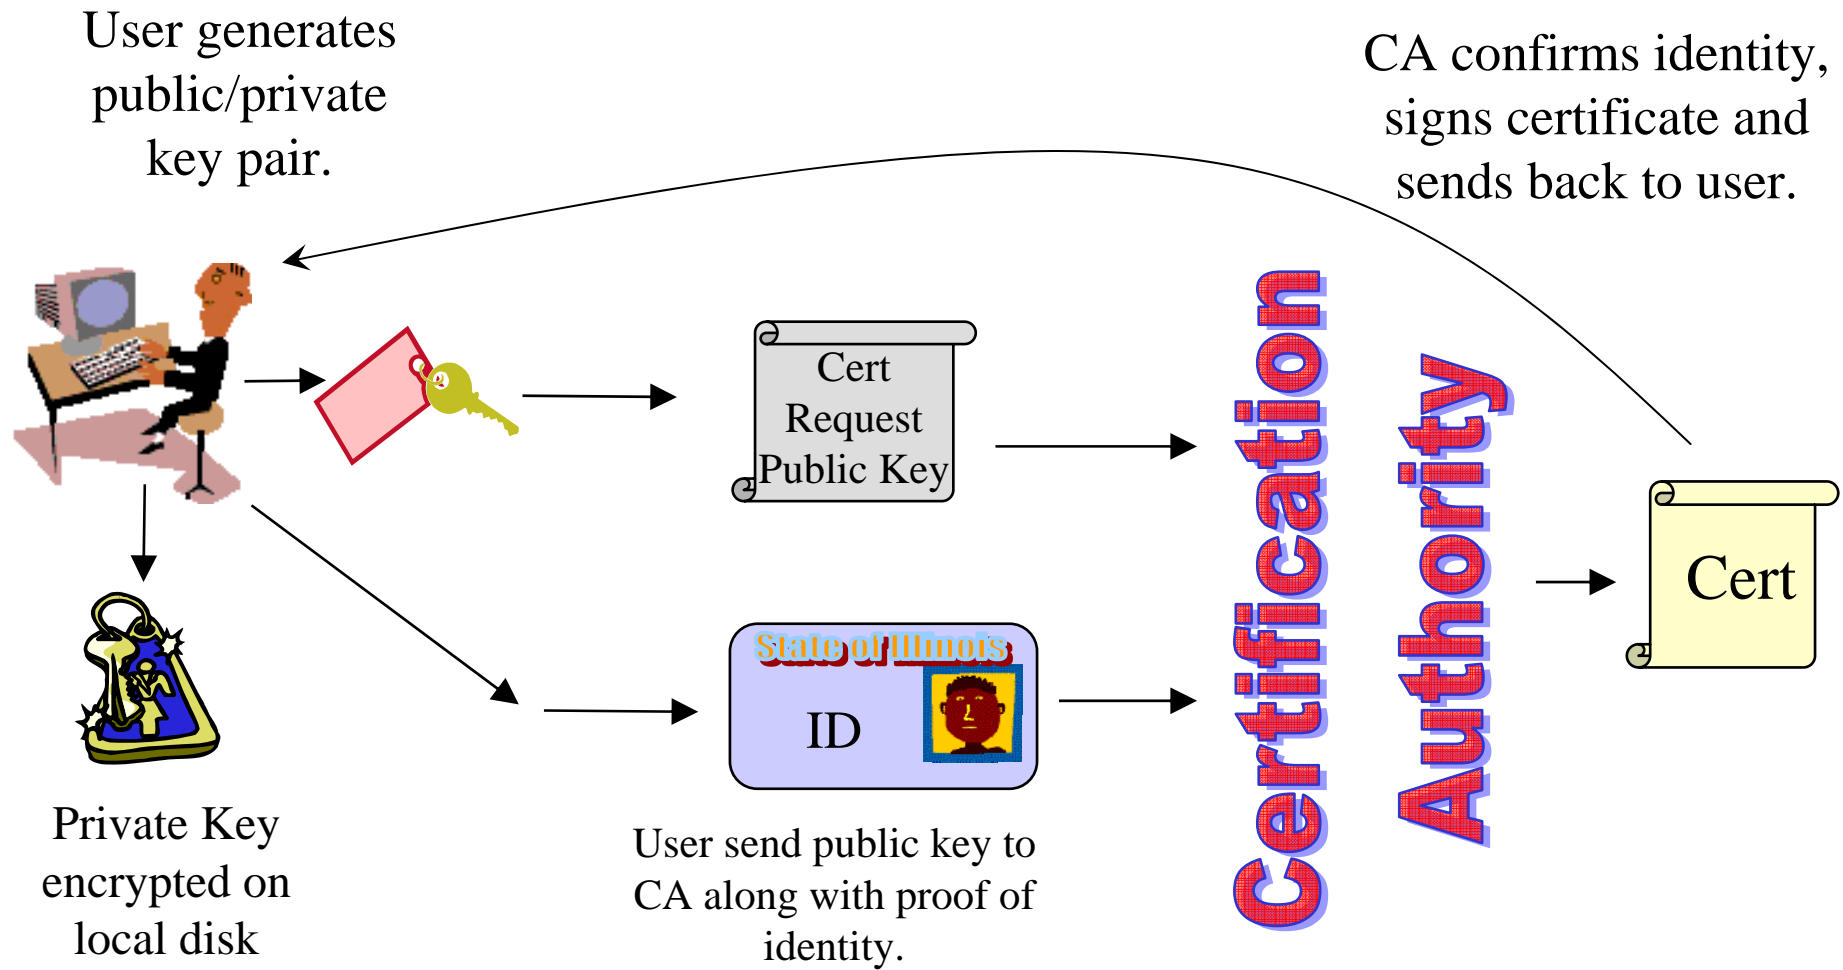 User generates
public/private
key pair.
CA confirms identity,
signs certificate and
sends back to user.
Cert
Request
Public Key
Certification
Authority
Cert
State of Illinois
ID
Private Key
encrypted on
local disk
User send public key to
CA along with proof of
identity.